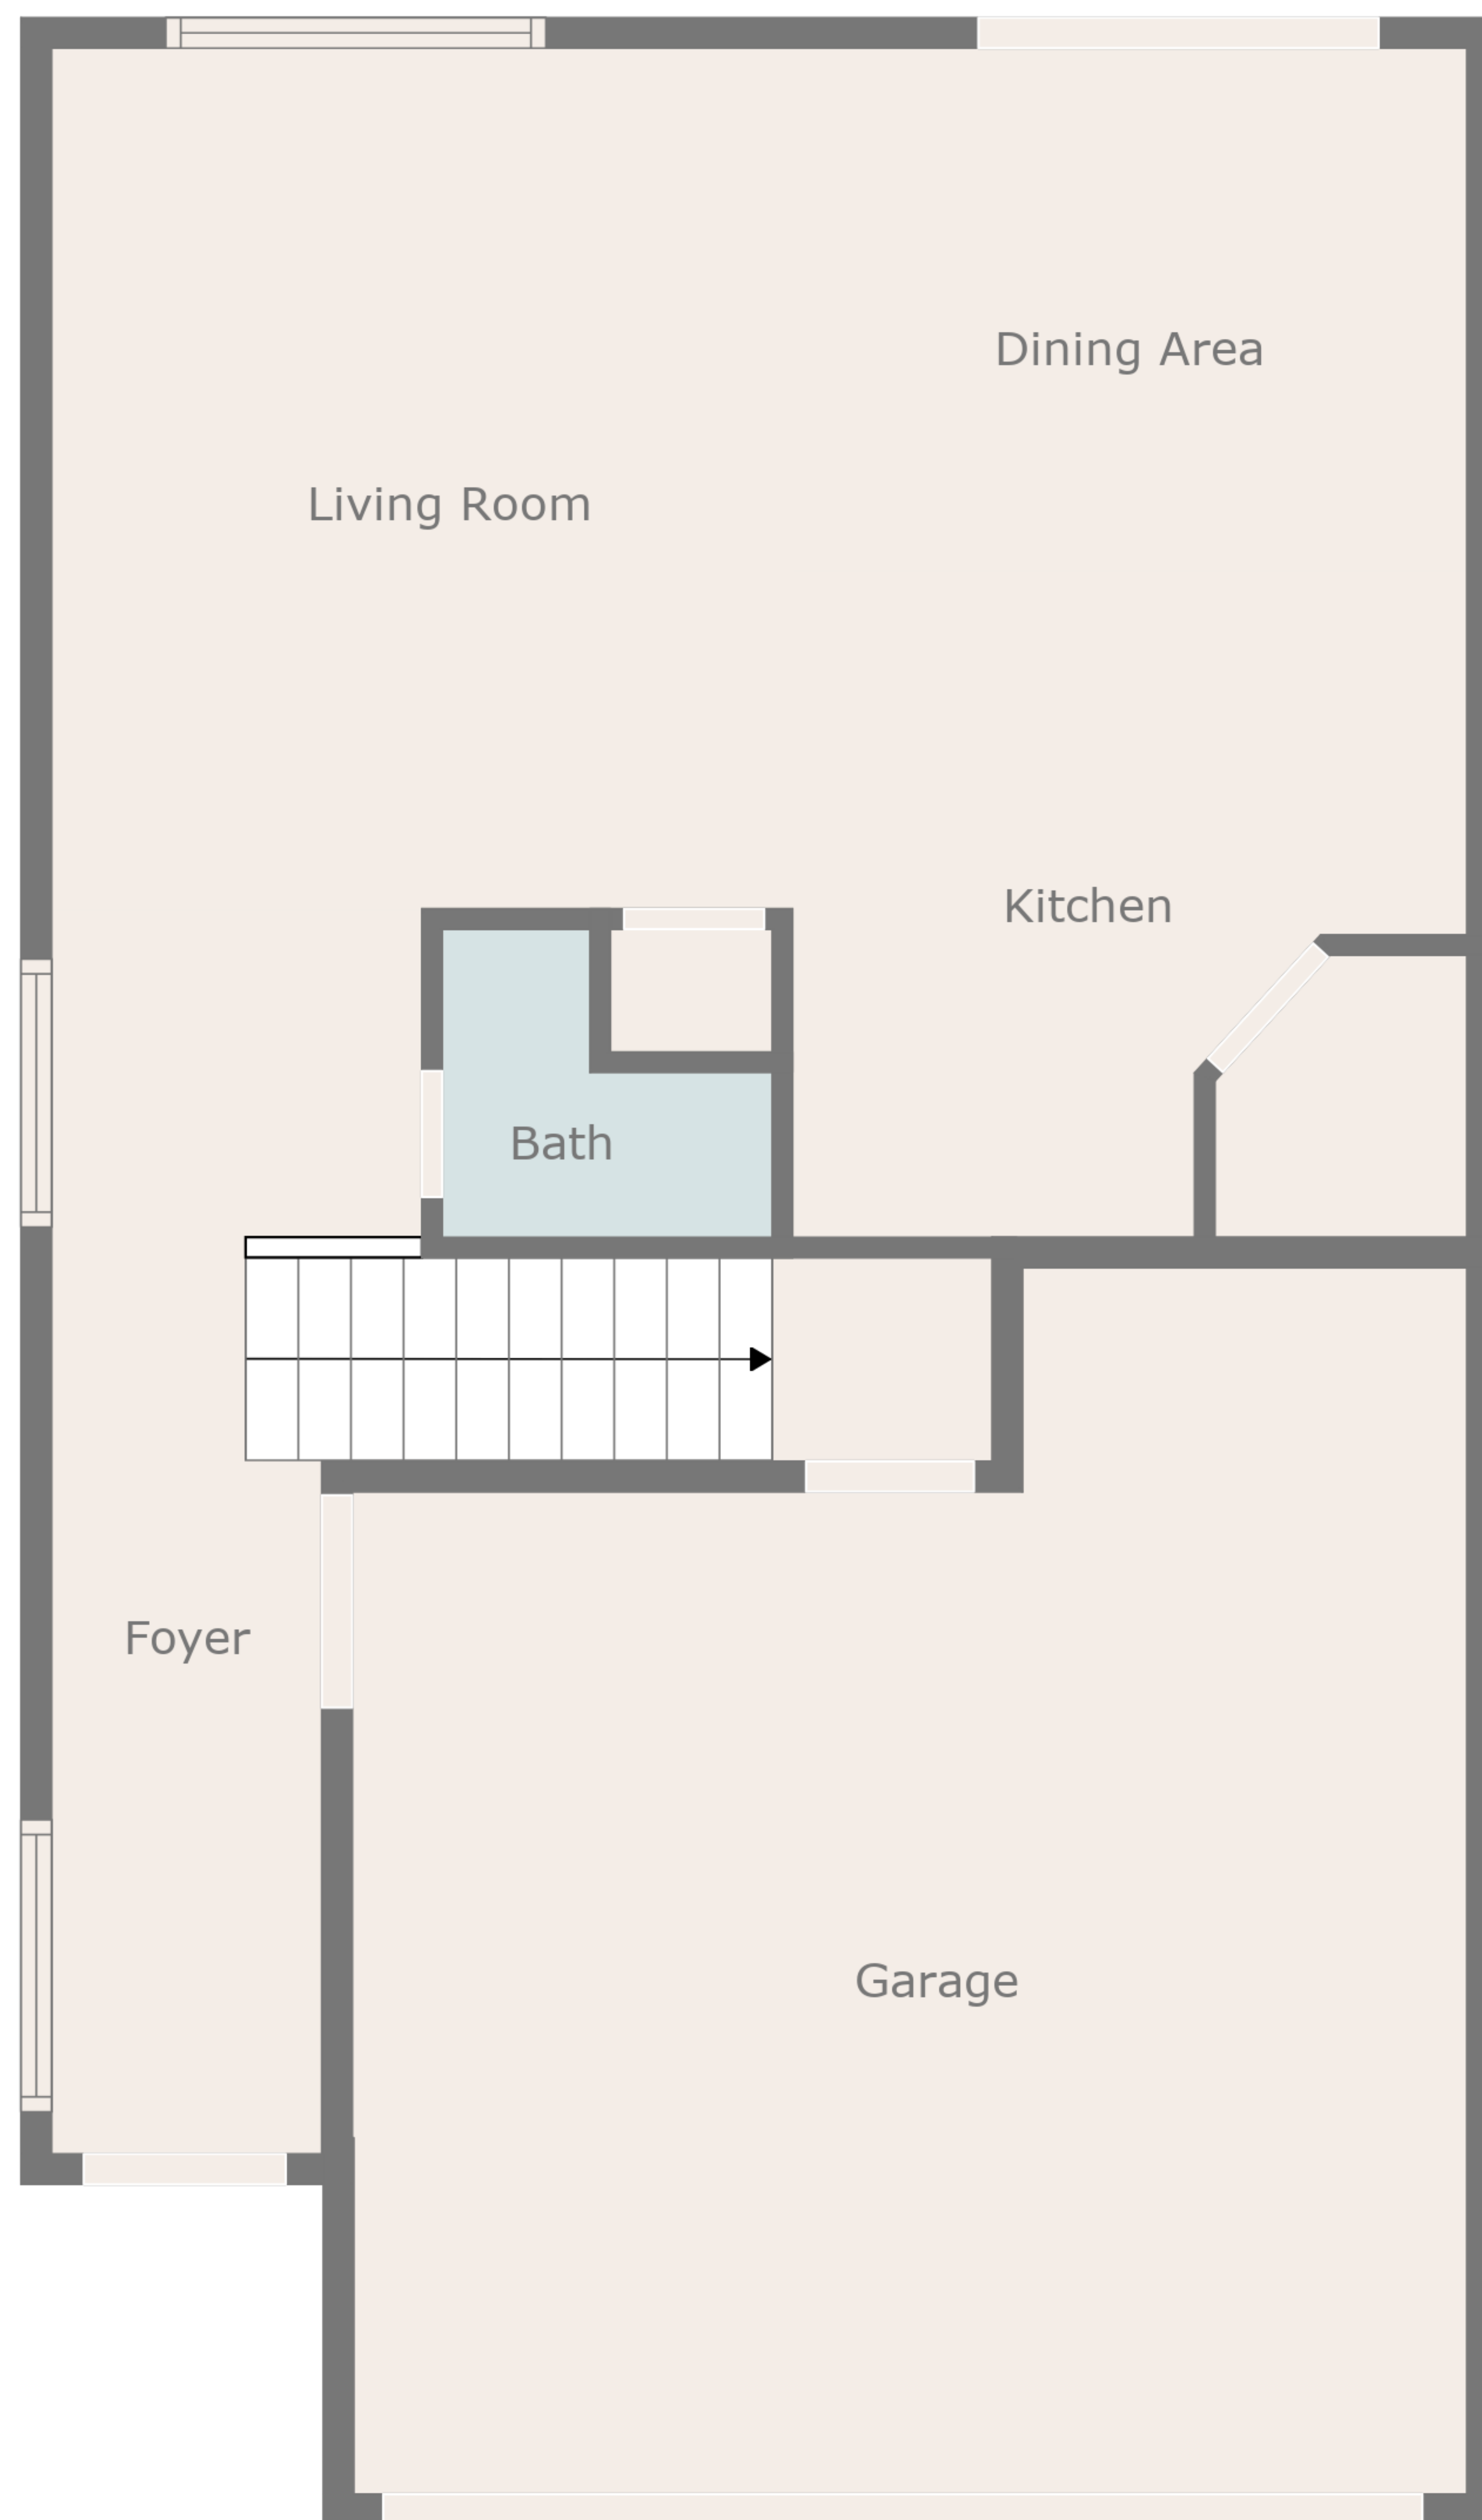 Dining Area
Living Room
Kitchen
Bath
Foyer
Garage